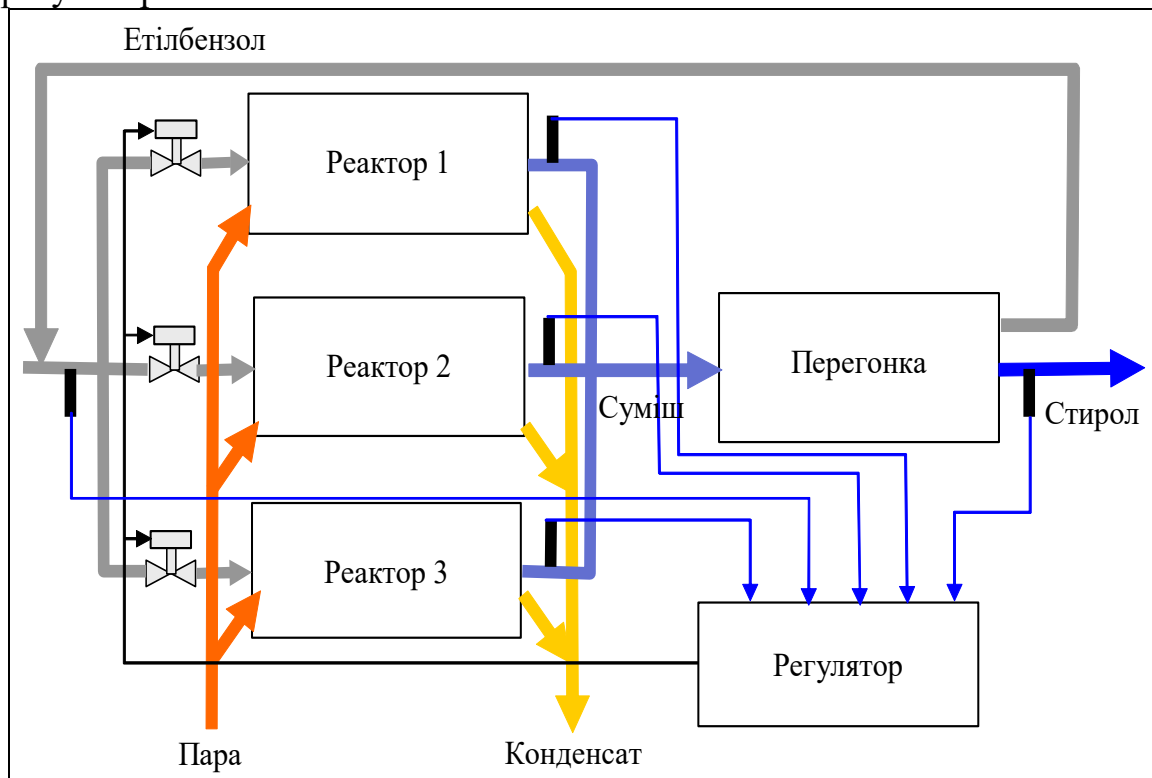 Етілбензол
Реактор 1
Реактор 2
Перегонка
Суміш
Стирол
Реактор 3
Регулятор
Пара
Конденсат